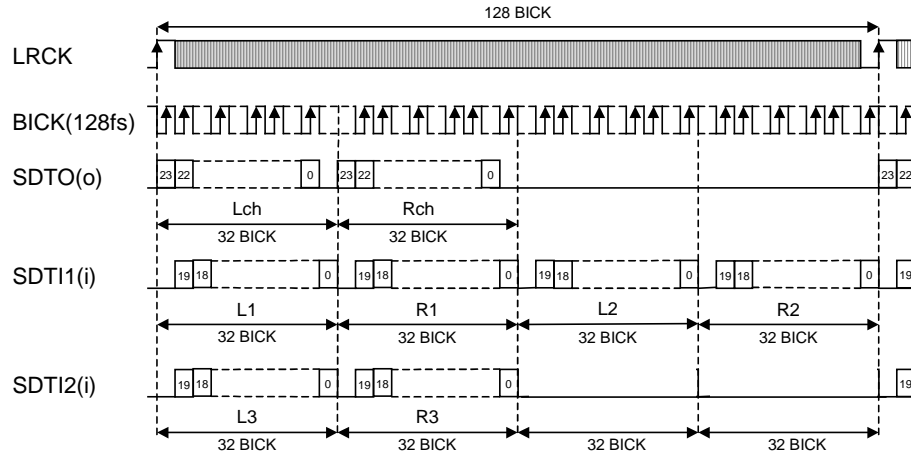 128 BICK
LRCK
BICK(128fs)
SDTO(o)
23 22 0 23 22 0 23 22
Lch Rch
32 BICK 32 BICK
SDTI1(i)
19 18 0 19 18 0 19 18 0 19 18 0 19
L1 R1 L2 R2
32 BICK 32 BICK 32 BICK 32 BICK
SDTI2(i)
19 18 0 19 18 0 19
L3 R3
32 BICK 32 BICK 32 BICK 32 BICK